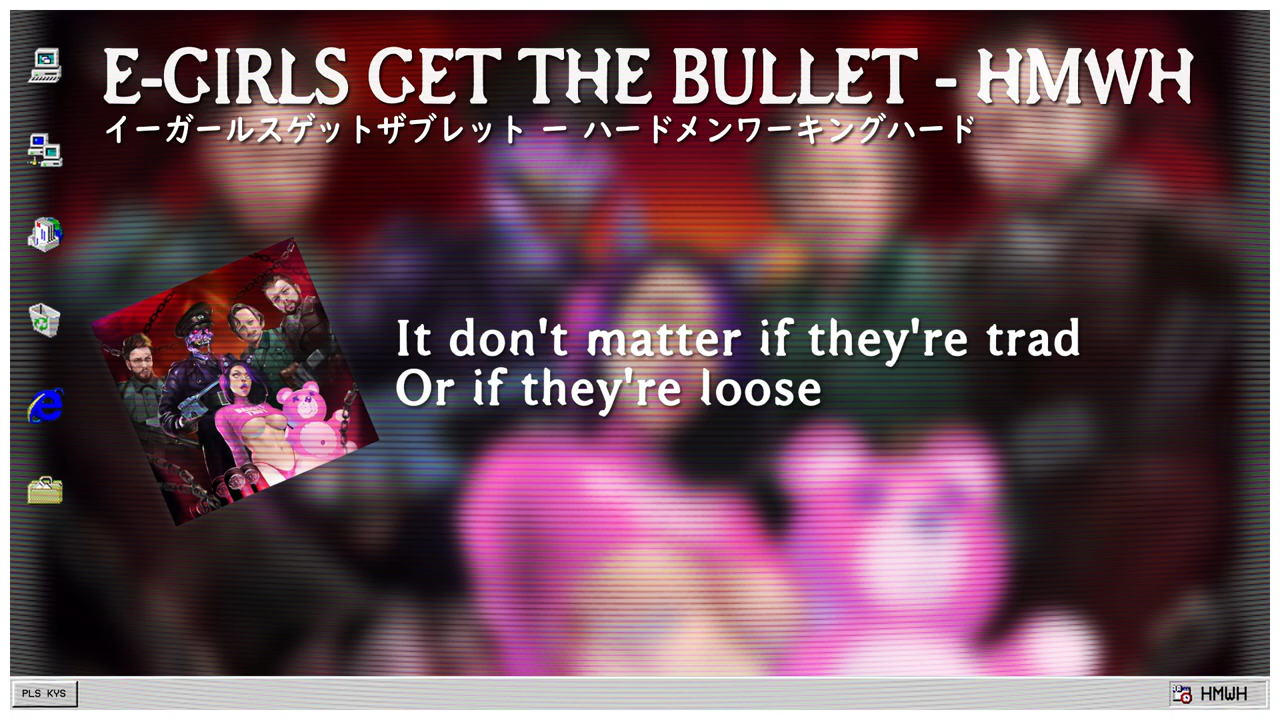 E-GIRLS GET THE BULLET - HMWH
イーガールスゲットザブレット ー ハードメンワーキングハード
It don't matter if they're trad
Or if they're loose
PLS KYS
HMWH